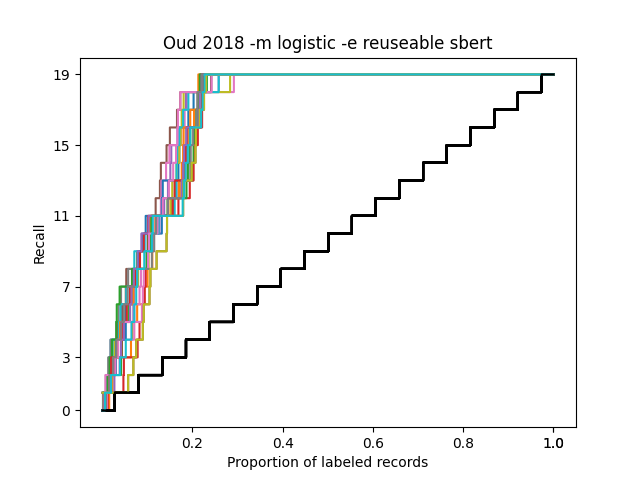 Oud 2018 -m logistic -e reuseable sbert
Recall
19
15
11
7
3
0
0.2 0.4 0.6 0.8 1.0 1.0
Proportion of labeled records